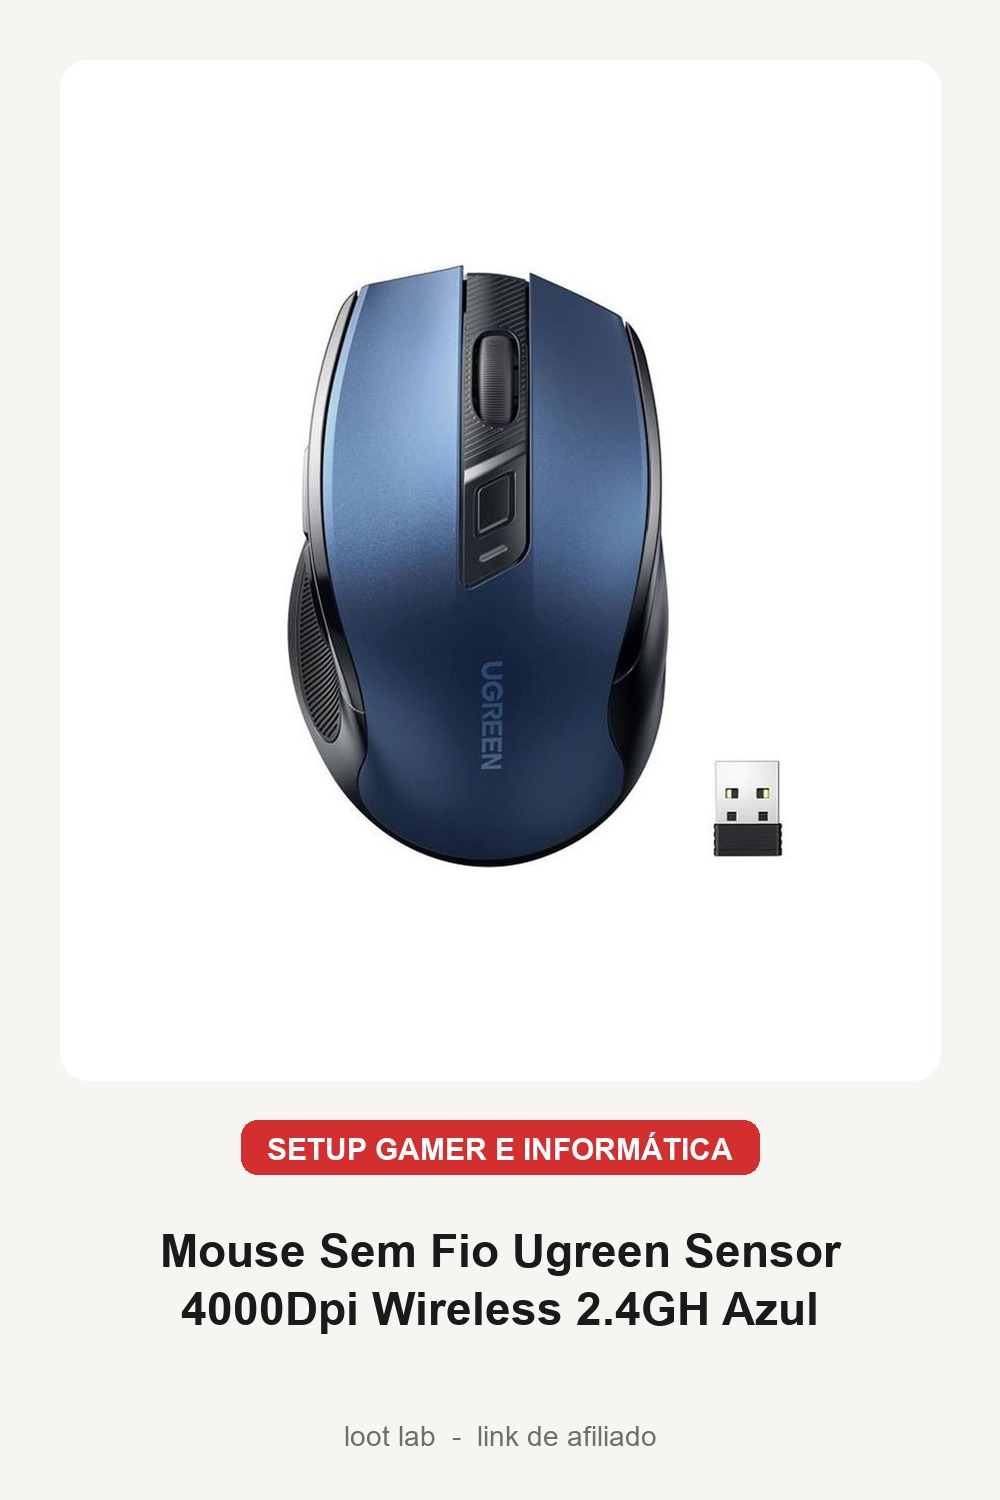 UGREEN
SETUP GAMER E INFORMÁTICA
Mouse Sem Fio Ugreen Sensor
4000Dpi Wireless 2.4GH Azul
loot lab - link de afiliado